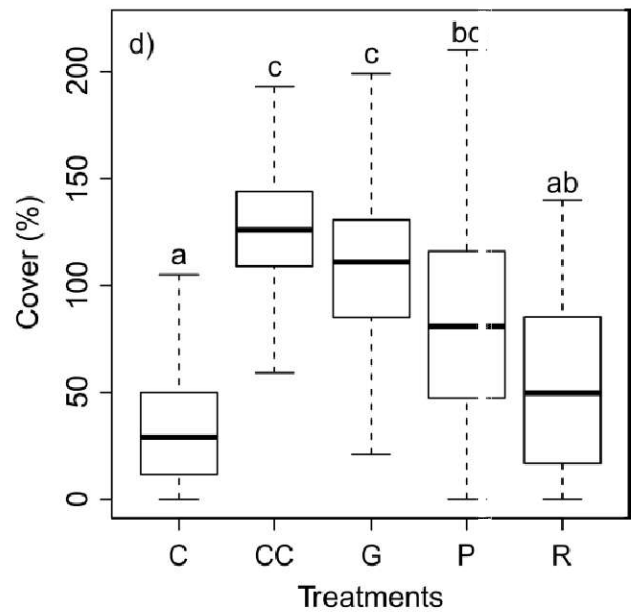 d)
a
c
c
bc
ab
200
150
100
50
0
Cover (%)
C CC G P R
Treatments